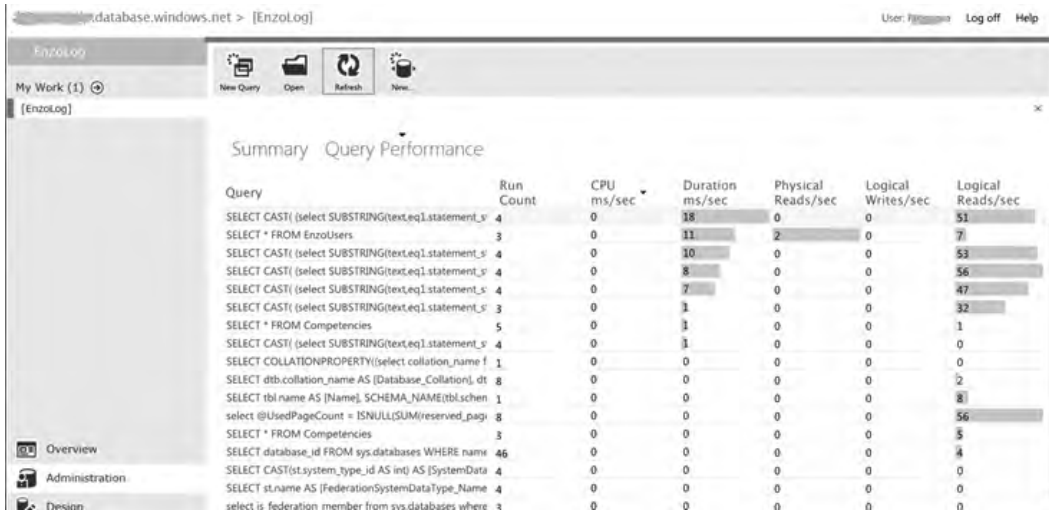 .database.windows.net > [EnzoLog]
User: Log off Help
EnzoLog
My Work (1)
[EnzoLog]
New Query Open Refresh New...
Summary Query Performance
Query Run Count CPU ms/sec Duration ms/sec Physical Reads/sec Logical Writes/sec Logical Reads/sec
SELECT CAST( (select SUBSTRING(text,eq1.statement_s 4 0 18 0 0 51
SELECT * FROM EnzoUsers 3 0 11 2 0 7
SELECT CAST( (select SUBSTRING(text,eq1.statement_s 4 0 10 0 0 53
SELECT CAST( (select SUBSTRING(text,eq1.statement_s 4 0 8 0 0 56
SELECT CAST( (select SUBSTRING(text,eq1.statement_s 4 0 7 0 0 47
SELECT CAST( (select SUBSTRING(text,eq1.statement_s 3 0 1 0 0 32
SELECT * FROM Competencies 5 0 1 0 0 1
SELECT CAST( (select SUBSTRING(text,eq1.statement_s 4 0 1 0 0 0
SELECT COLLATIONPROPERTY((select collation_name f 1 0 0 0 0 0
SELECT dtb.collation_name AS [Database_Collation], dt 8 0 0 0 0 2
SELECT tbl.name AS [Name], SCHEMA_NAME(tbl.schen 1 0 0 0 0 8
select @UsedPageCount = ISNULL(SUM(reserved_pag 8 0 0 0 0 56
SELECT * FROM Competencies 3 0 0 0 0 5
SELECT database_id FROM sys.databases WHERE name 46 0 0 0 0 4
SELECT CAST(st.system_type_id AS int) AS [SystemData 4 0 0 0 0 0
SELECT st.name AS [FederationSystemDataType_Name 4 0 0 0 0 0
select is_federation_member from sys.databases where 3 0 0 0 0 0
Overview
Administration
Design